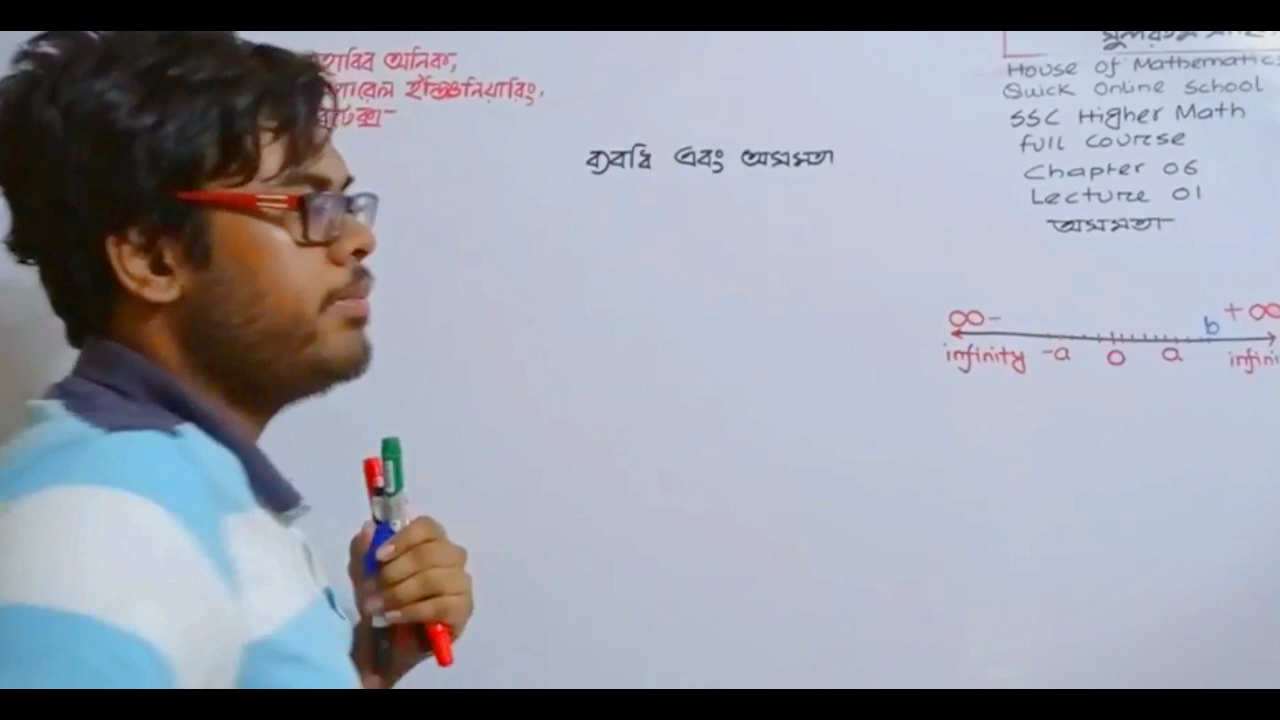 অনিক,
ইঞ্জিনিয়ারিং,
ব্যবধি এবং অসমতা
House of Mathematics
Quick Online School
SSC Higher Math
Full Course
Chapter 06
Lecture 01
অসমতা
∞- b +∞
infinity -a 0 a infini